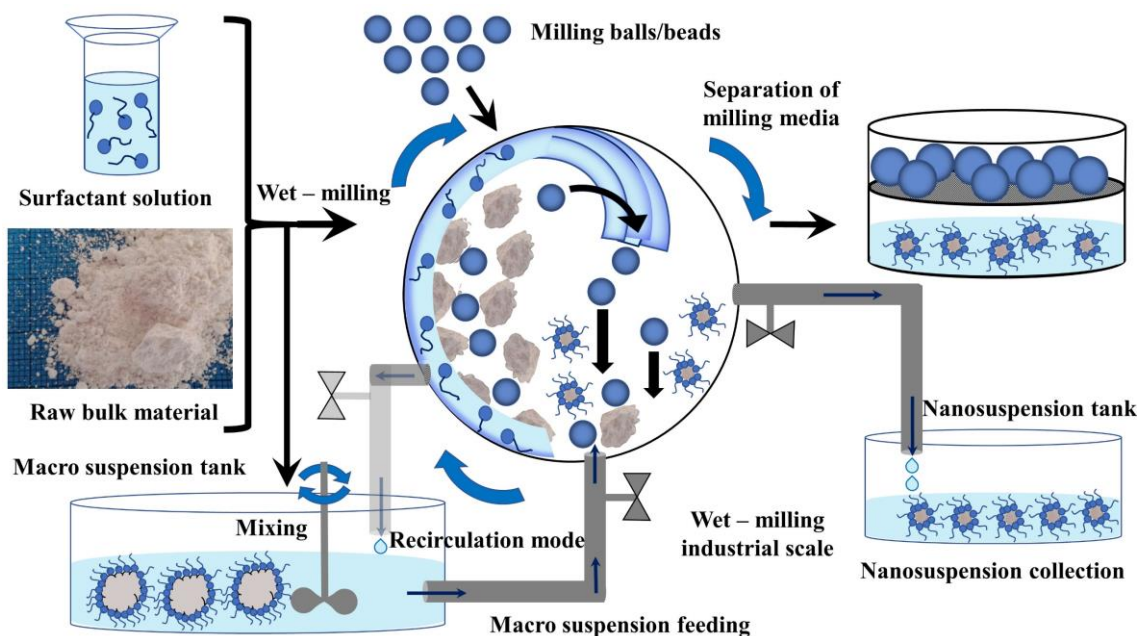 Milling balls/beads
Separation of
milling media
Surfactant solution
Wet – milling
Raw bulk material
Macro suspension tank
Mixing
Recirculation mode
Nanosuspension tank
Wet – milling
industrial scale
Nanosuspension collection
Macro suspension feeding